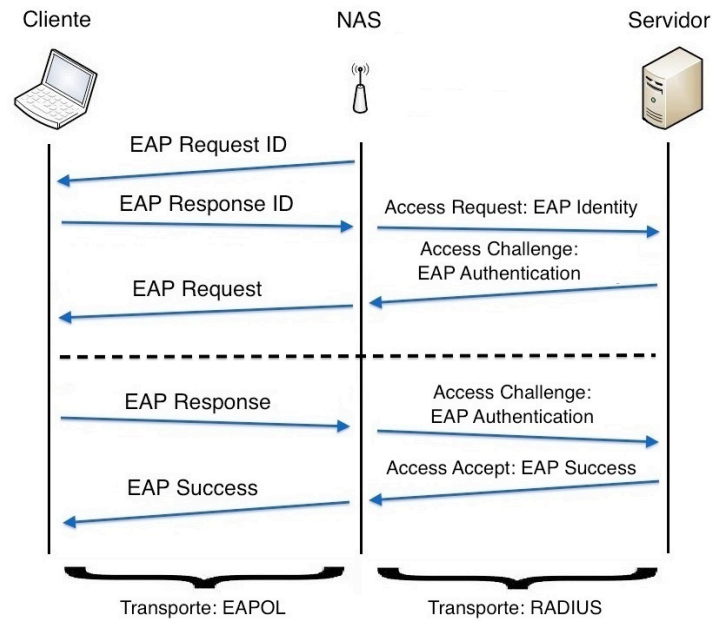 Cliente
NAS
Servidor
EAP Request ID
EAP Response ID
Access Request: EAP Identity
Access Challenge:
EAP Authentication
EAP Request
EAP Response
Access Challenge:
EAP Authentication
Access Accept: EAP Success
EAP Success
Transporte: EAPOL
Transporte: RADIUS